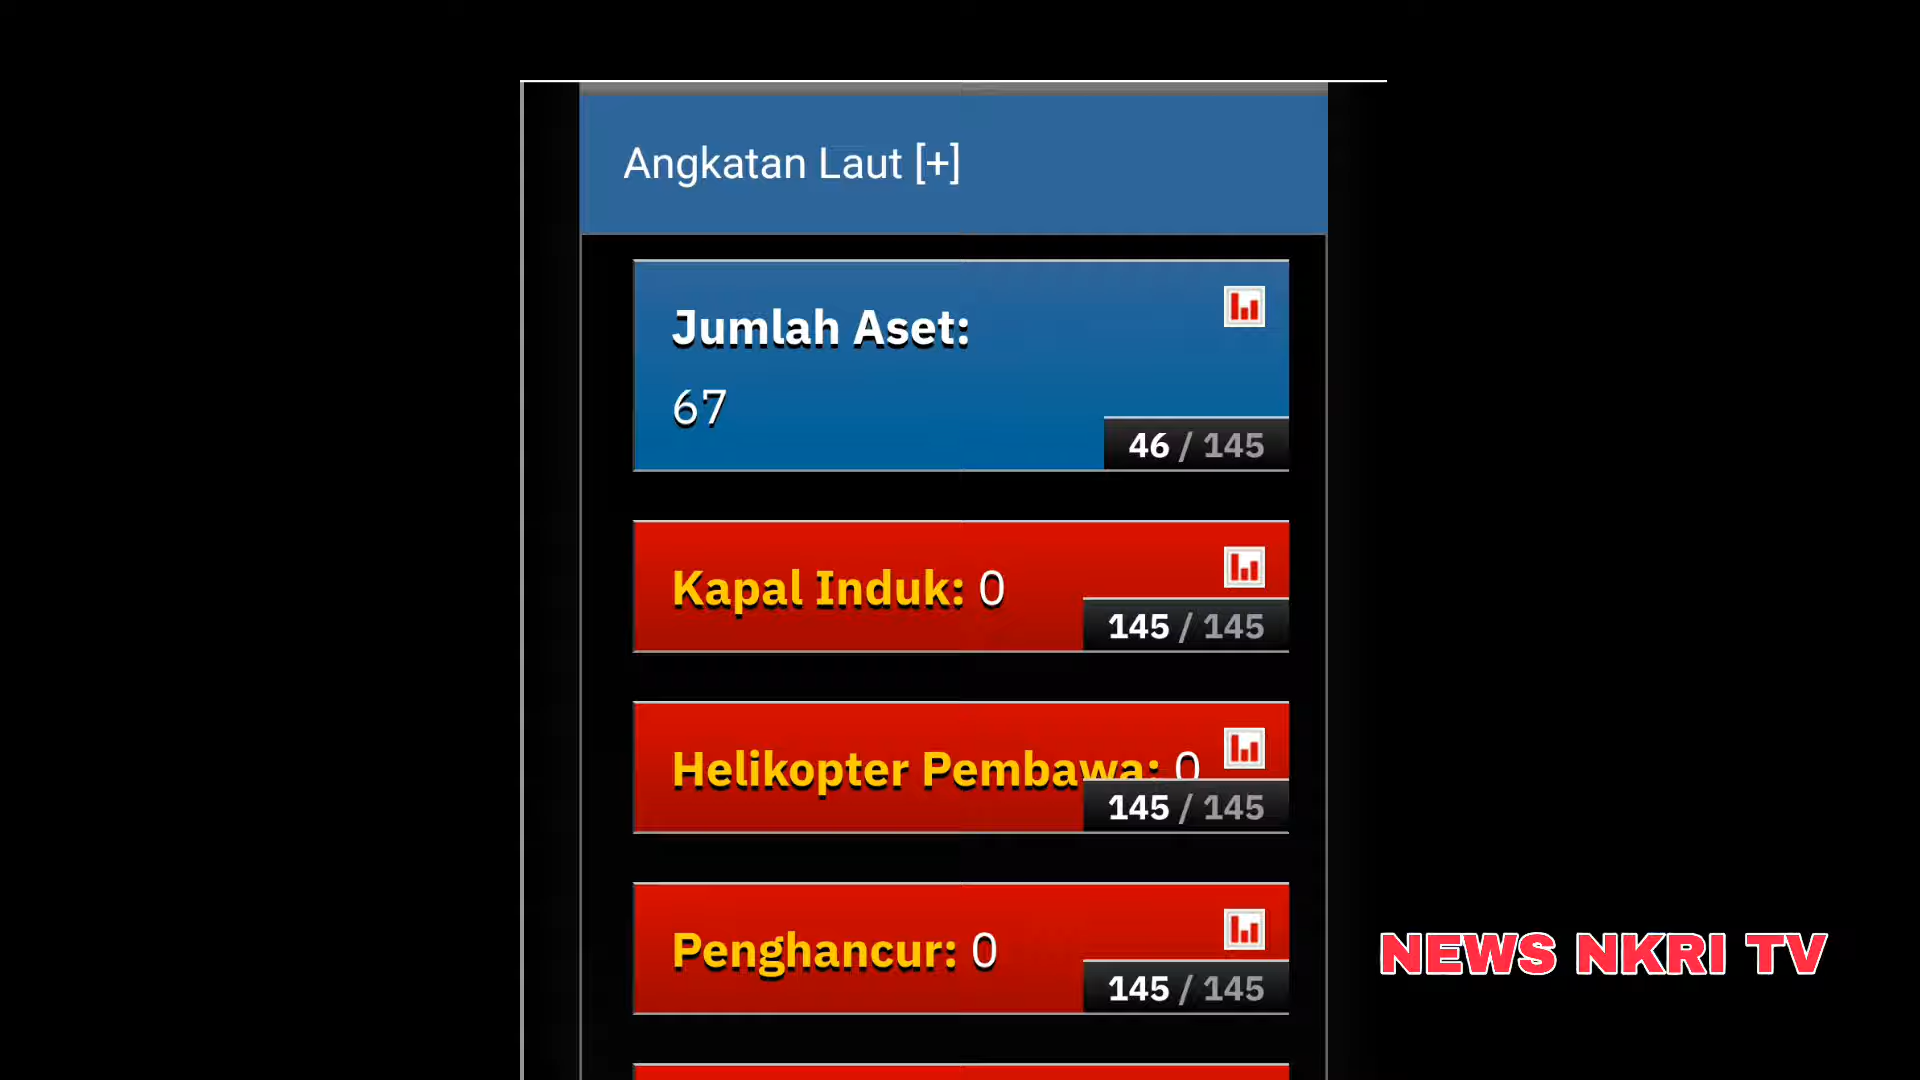 Angkatan Laut [+]
Jumlah Aset:
67
46 / 145
Kapal Induk: 0
145 / 145
Helikopter Pembawa: 0
145 / 145
Penghancur: 0
145 / 145
NEWS NKRI TV